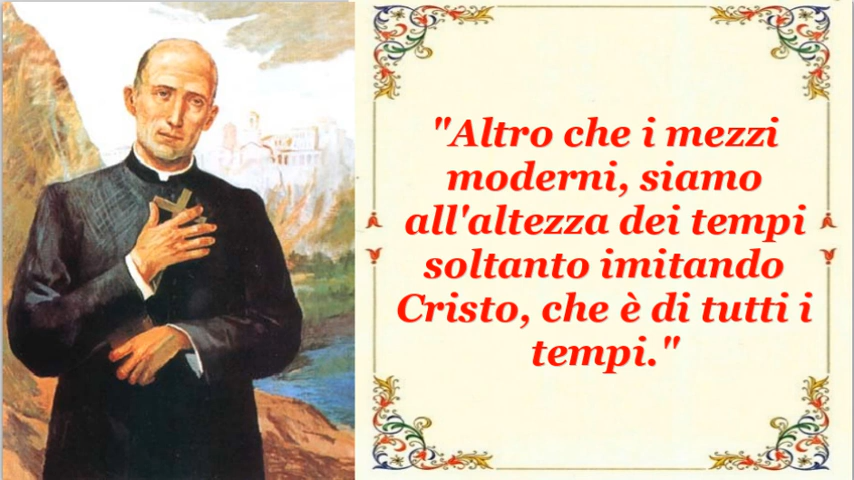 "Altro che i mezzi
moderni, siamo
all'altezza dei tempi
soltanto imitando
Cristo, che è di tutti i
tempi."